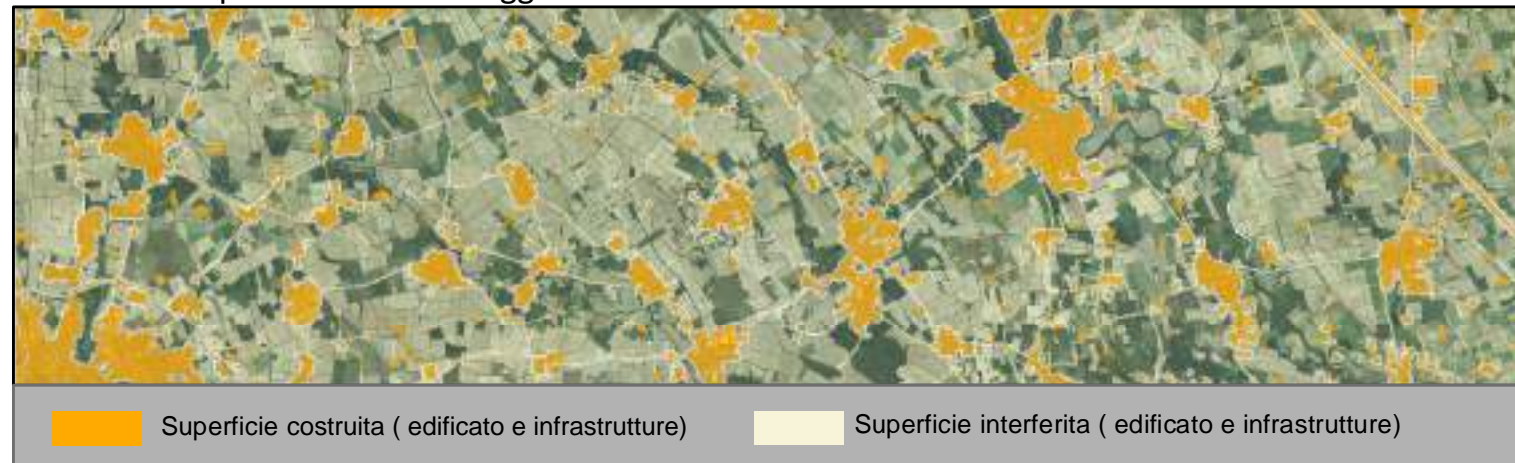 Superficie costruita ( edificato e infrastrutture)
Superficie interferita ( edificato e infrastrutture)